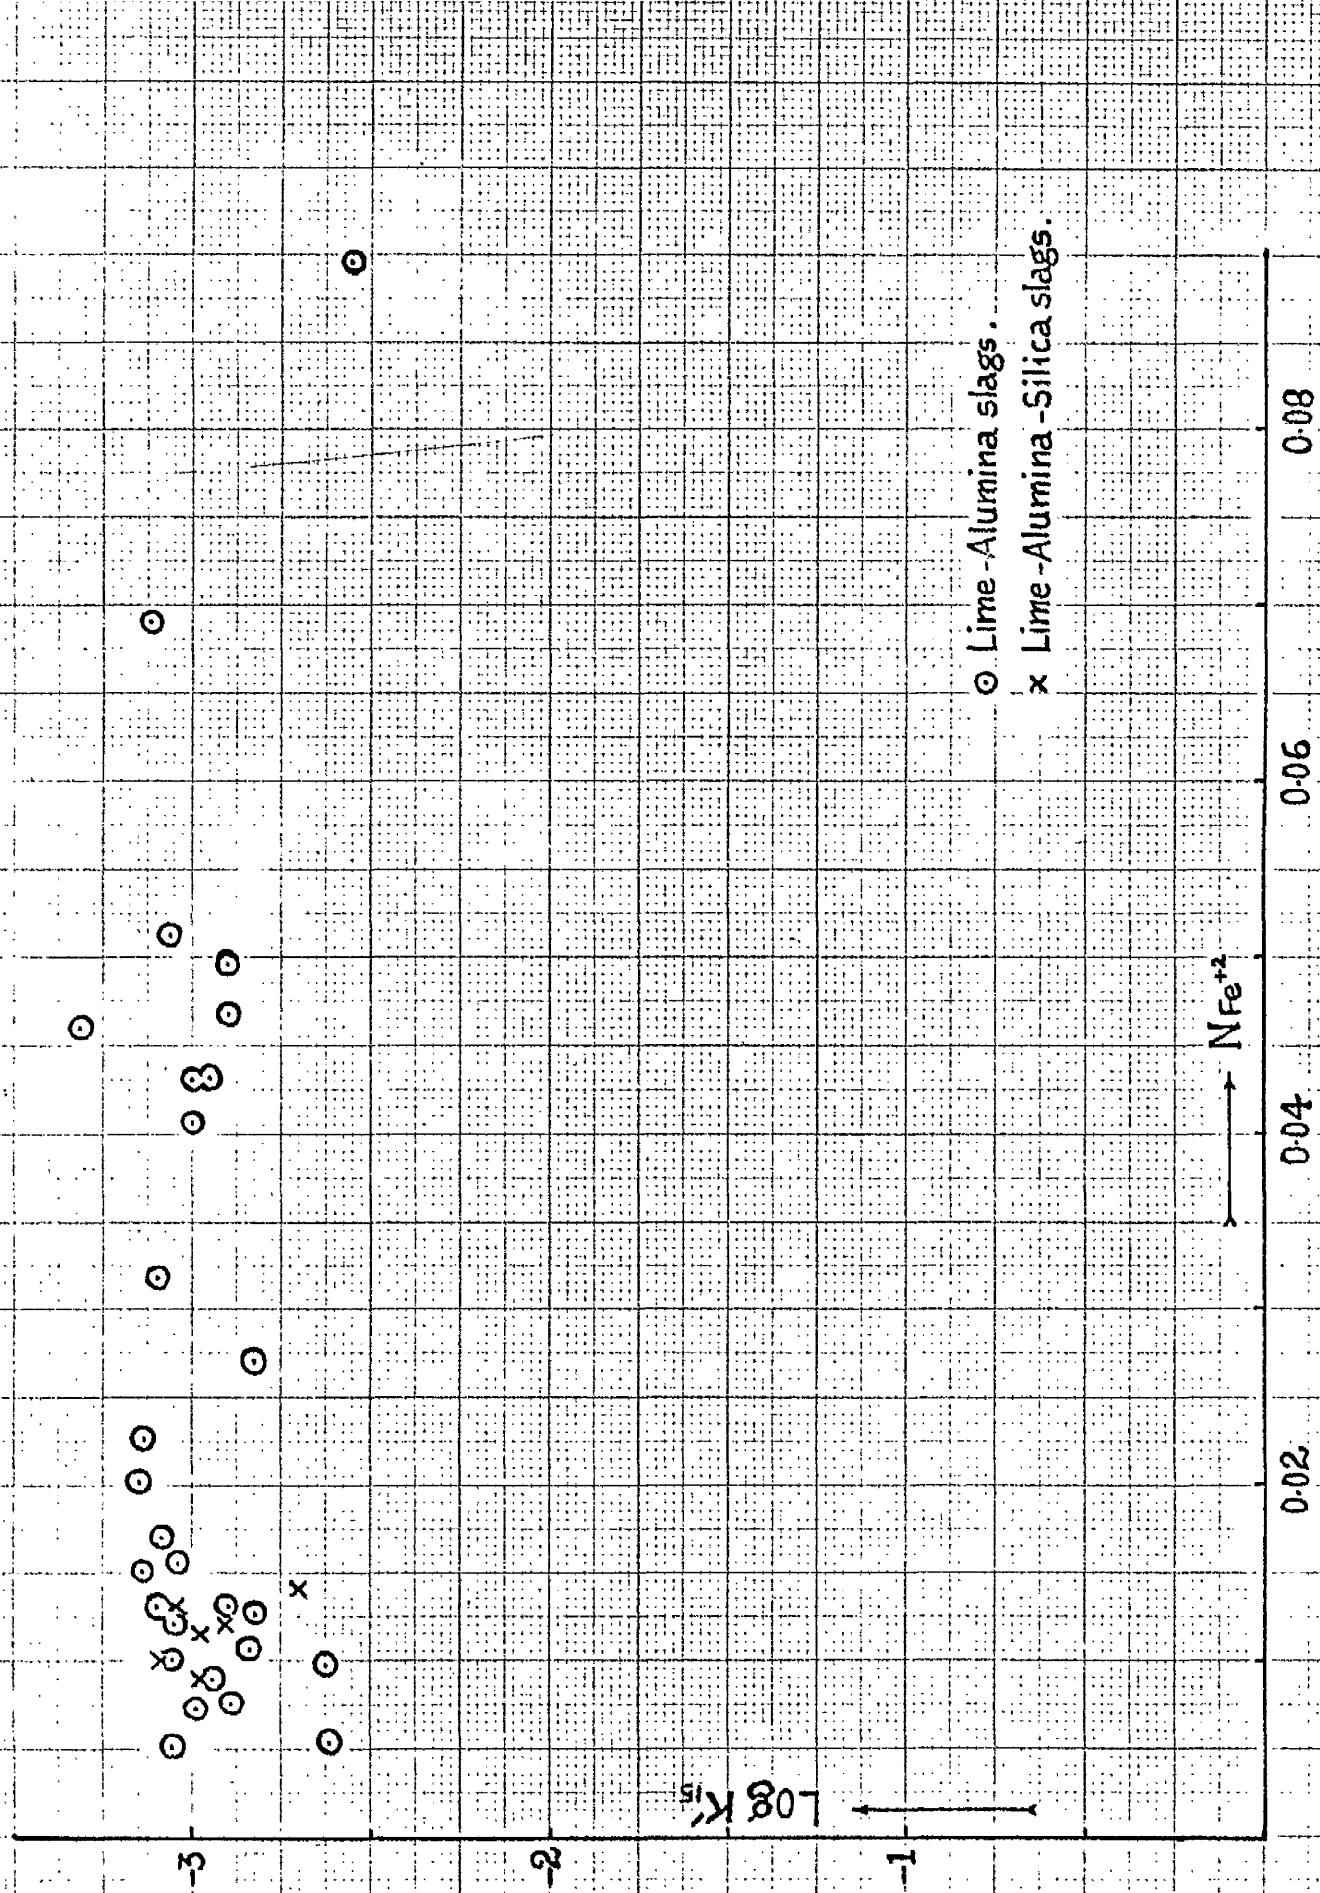 ⊙ Lime-Alumina slags.
x Lime-Alumina-Silica slags.
-3
-2
-1
Log K'15
0.02
0.04
0.06
0.08
NFe+2